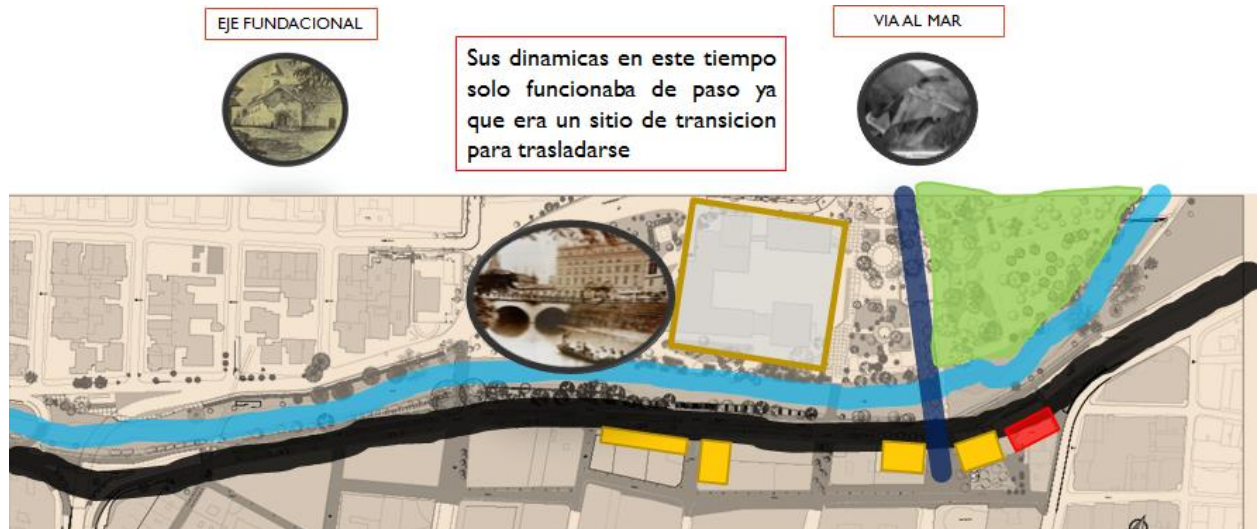 EJE FUNDACIONAL
VIA AL MAR
Sus dinamicas en este tiempo
solo funcionaba de paso ya
que era un sitio de transicion
para trasladarse